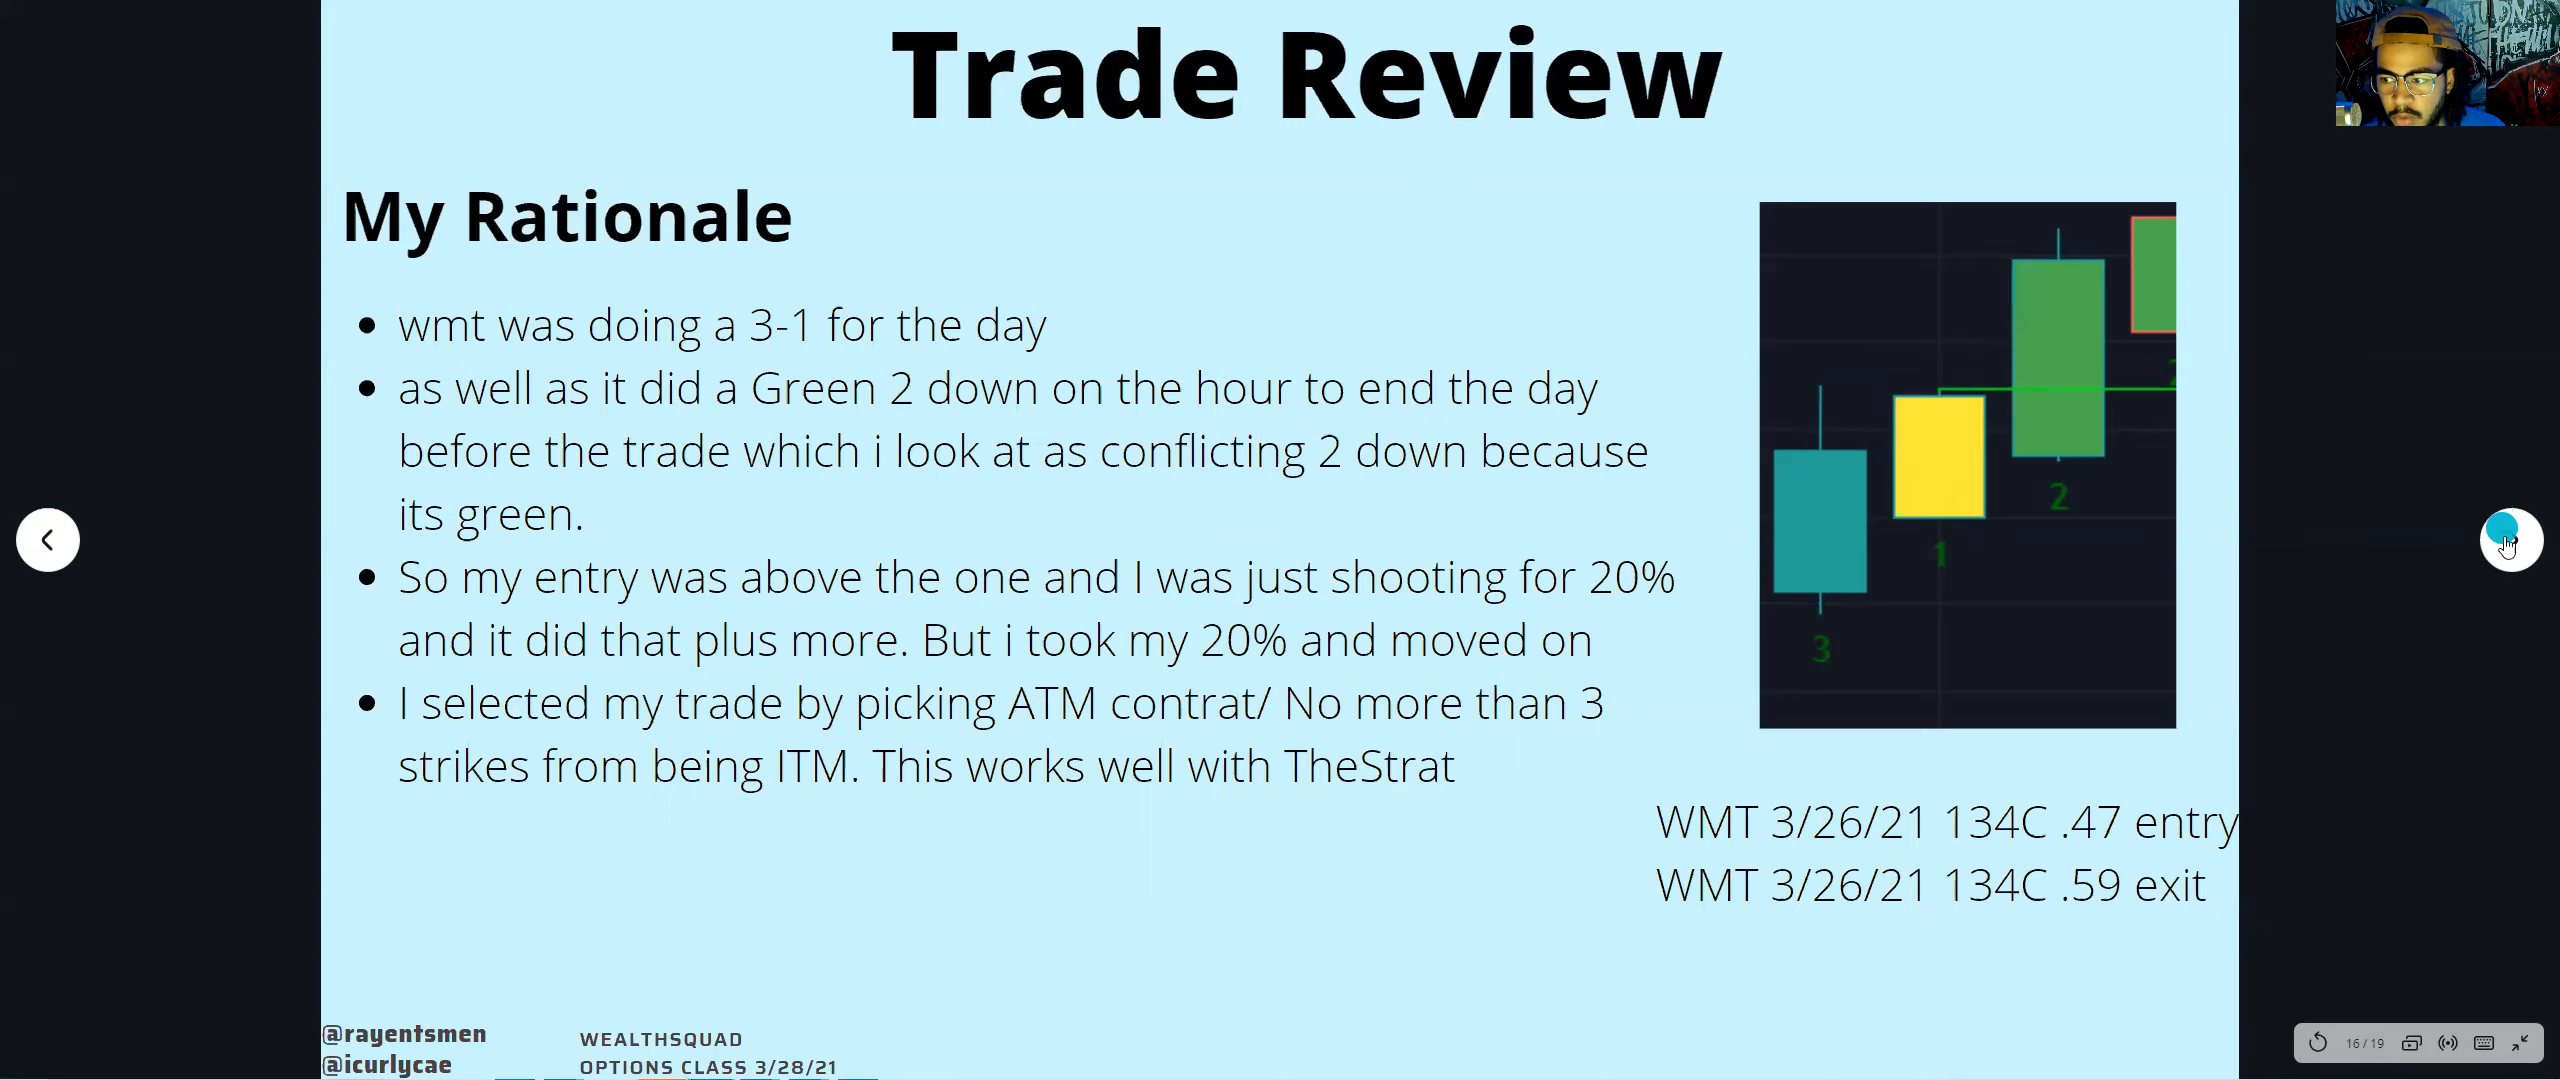 Trade Review
My Rationale
wmt was doing a 3-1 for the day
as well as it did a Green 2 down on the hour to end the day
before the trade which i look at as conflicting 2 down because
its green.
So my entry was above the one and I was just shooting for 20%
and it did that plus more. But i took my 20% and moved on
I selected my trade by picking ATM contrat/ No more than 3
strikes from being ITM. This works well with TheStrat
3
1
2
WMT 3/26/21 134C .47 entry
WMT 3/26/21 134C .59 exit
@rayentsmen
@icurlycae
WEALTHSQUAD
OPTIONS CLASS 3/28/21
16 / 19